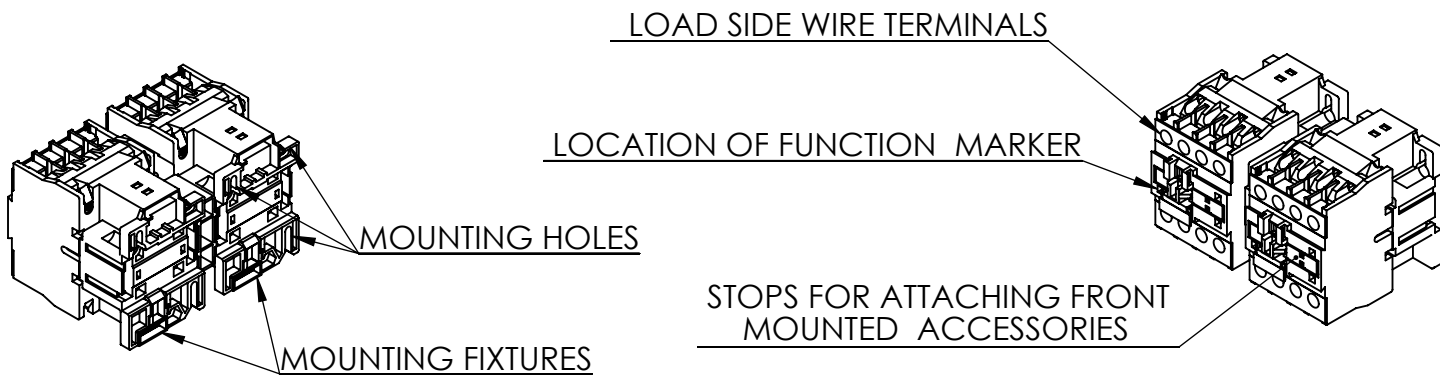 LOAD SIDE WIRE TERMINALS
LOCATION OF FUNCTION  MARKER
MOUNTING HOLES
STOPS FOR ATTACHING FRONT
MOUNTED  ACCESSORIES
MOUNTING FIXTURES